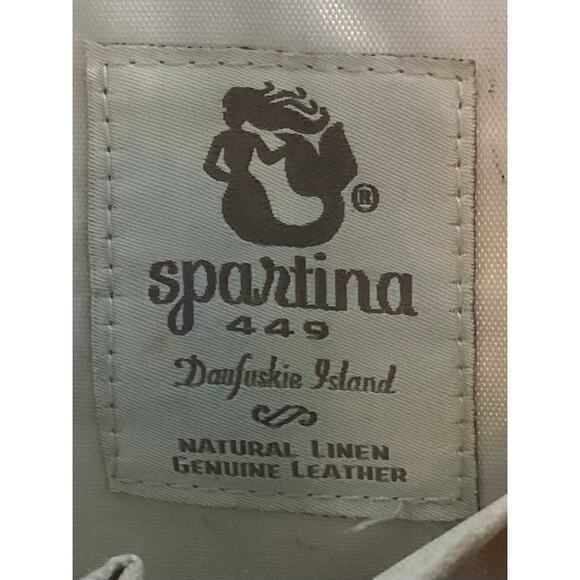 ®
spartina
449
Daufuskie Island
NATURAL LINEN
GENUINE LEATHER